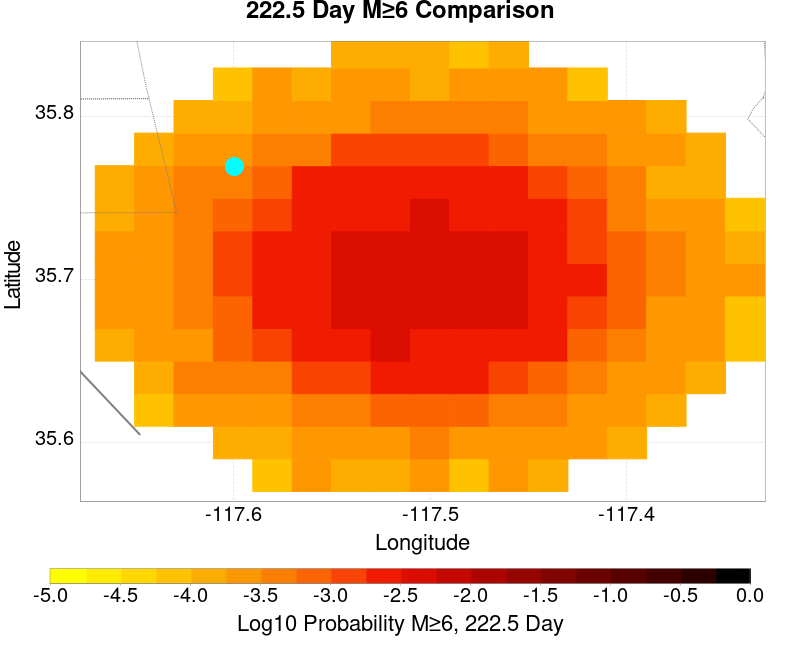 222.5 Day M≥6 Comparison
35.8
35.7
35.6
Latitude
-117.6 -117.5 -117.4
Longitude
-5.0 -4.5 -4.0 -3.5 -3.0 -2.5 -2.0 -1.5 -1.0 -0.5 0.0
Log10 Probability M≥6, 222.5 Day